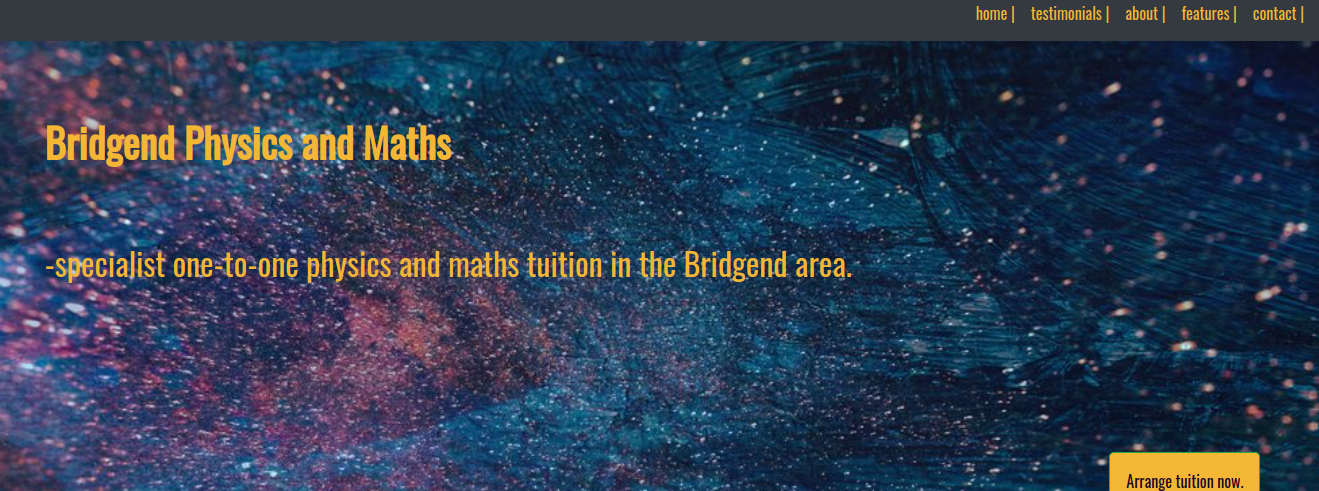 home | testimonials | about | features | contact |
Bridgend Physics and Maths
-specialist one-to-one physics and maths tuition in the Bridgend area.
Arrange tuition now.